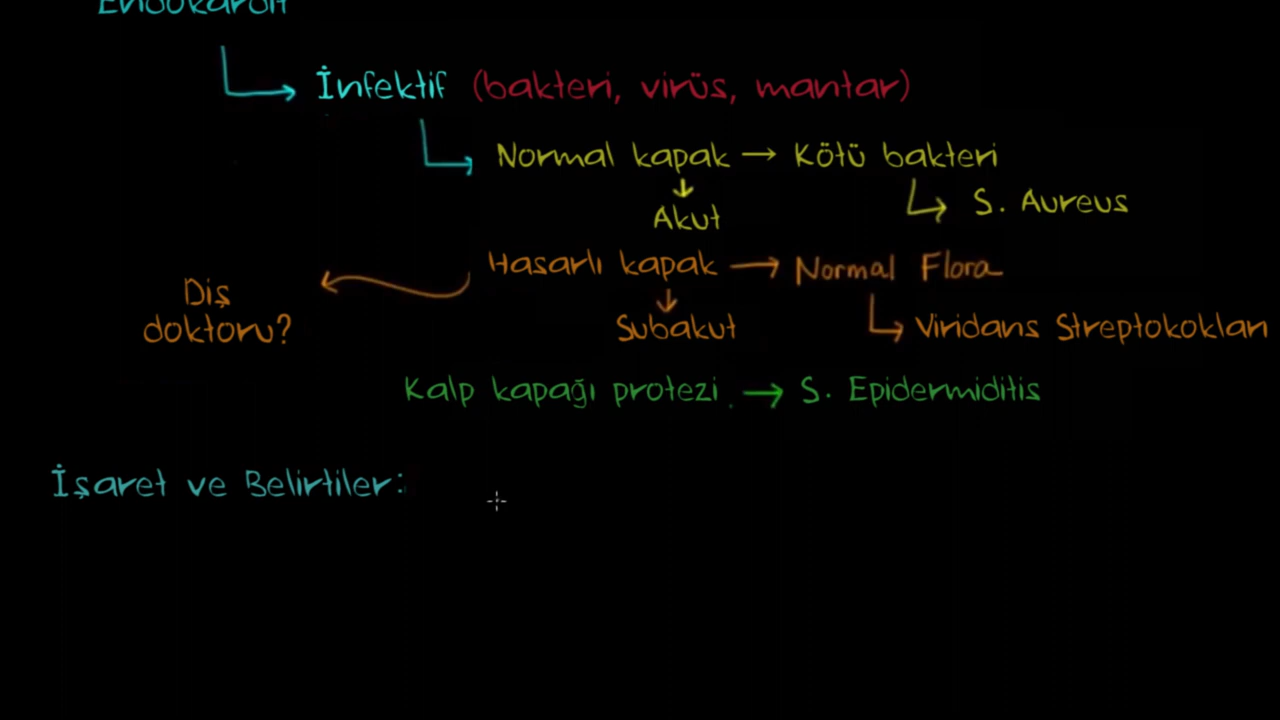 Endokardit
İnfektif (bakteri, virüs, mantar)
Normal kapak → Kötü bakteri
S. Aureus
Akut
Hasarlı kapak → Normal Flora
Diş
doktoru?
Subakut
Viridans Streptokokları
Kalp kapağı protezi → S. Epidermiditis
İşaret ve Belirtiler: